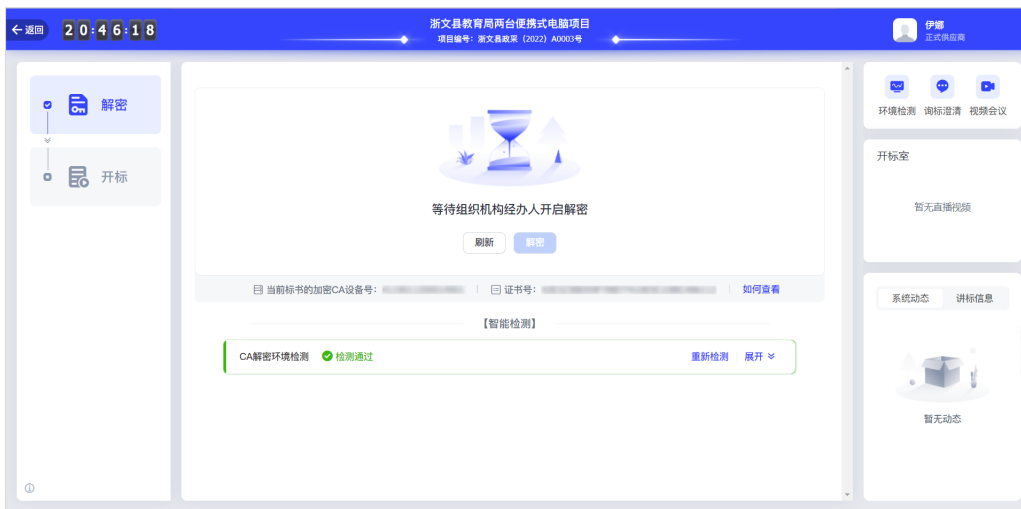 返回
20:46:18
浙文县教育局两台便携式电脑项目
项目编号：浙文县政采（2022）A0003号
伊娜
正式供应商
解密
开标
等待组织机构经办人开启解密
刷新
解密
当前标书的加密CA设备号：
证书号：
如何查看
【智能检测】
CA解密环境检测
检测通过
重新检测
展开
环境检测
询标澄清
视频会议
开标室
暂无直播视频
系统动态
讲标信息
暂无动态